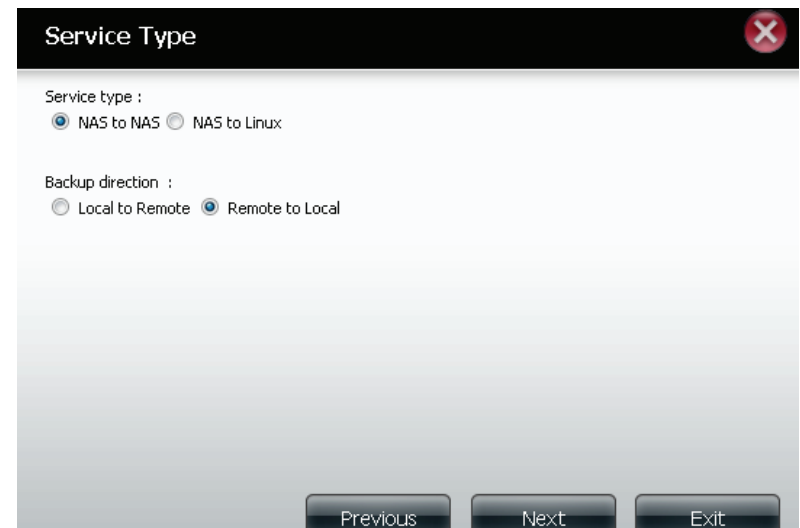 Service Type
Service type :
NAS to NAS NAS to Linux
Backup direction :
Local to Remote Remote to Local
Previous Next Exit